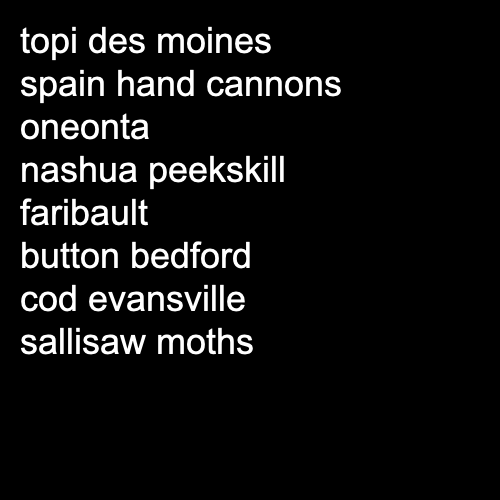 topi des moines
spain hand cannons
oneonta
nashua peekskill
faribault
button bedford
cod evansville
sallisaw moths